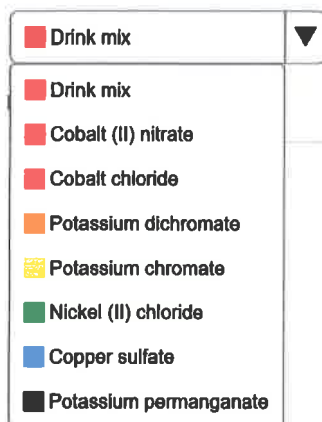 Drink mix
Drink mix
Cobalt (II) nitrate
Cobalt chloride
Potassium dichromate
Potassium chromate
Nickel (II) chloride
Copper sulfate
Potassium permanganate